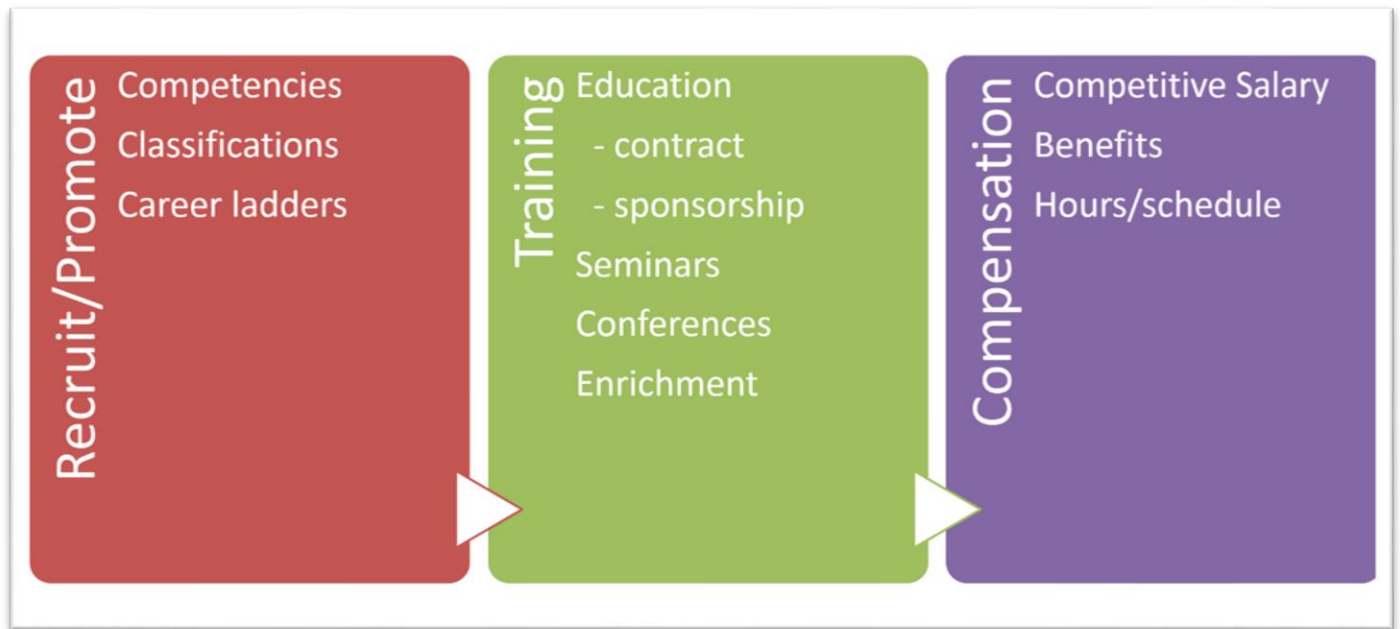 Recruit/Promote
Competencies
Classifications
Career ladders
Training
Education
- contract
- sponsorship
Seminars
Conferences
Enrichment
Compensation
Competitive Salary
Benefits
Hours/schedule